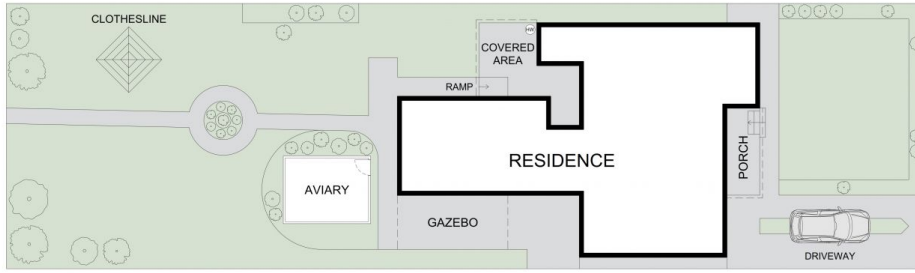 CLOTHESLINE
HW
COVERED
AREA
RAMP
RESIDENCE
PORCH
AVIARY
GAZEBO
DRIVEWAY